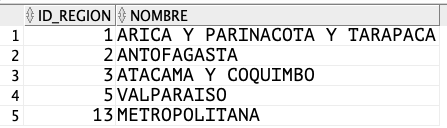 ID_REGION NOMBRE
1 1 ARICA Y PARINACOTA Y TARAPACA
2 2 ANTOFAGASTA
3 3 ATACAMA Y COQUIMBO
4 5 VALPARAISO
5 13 METROPOLITANA